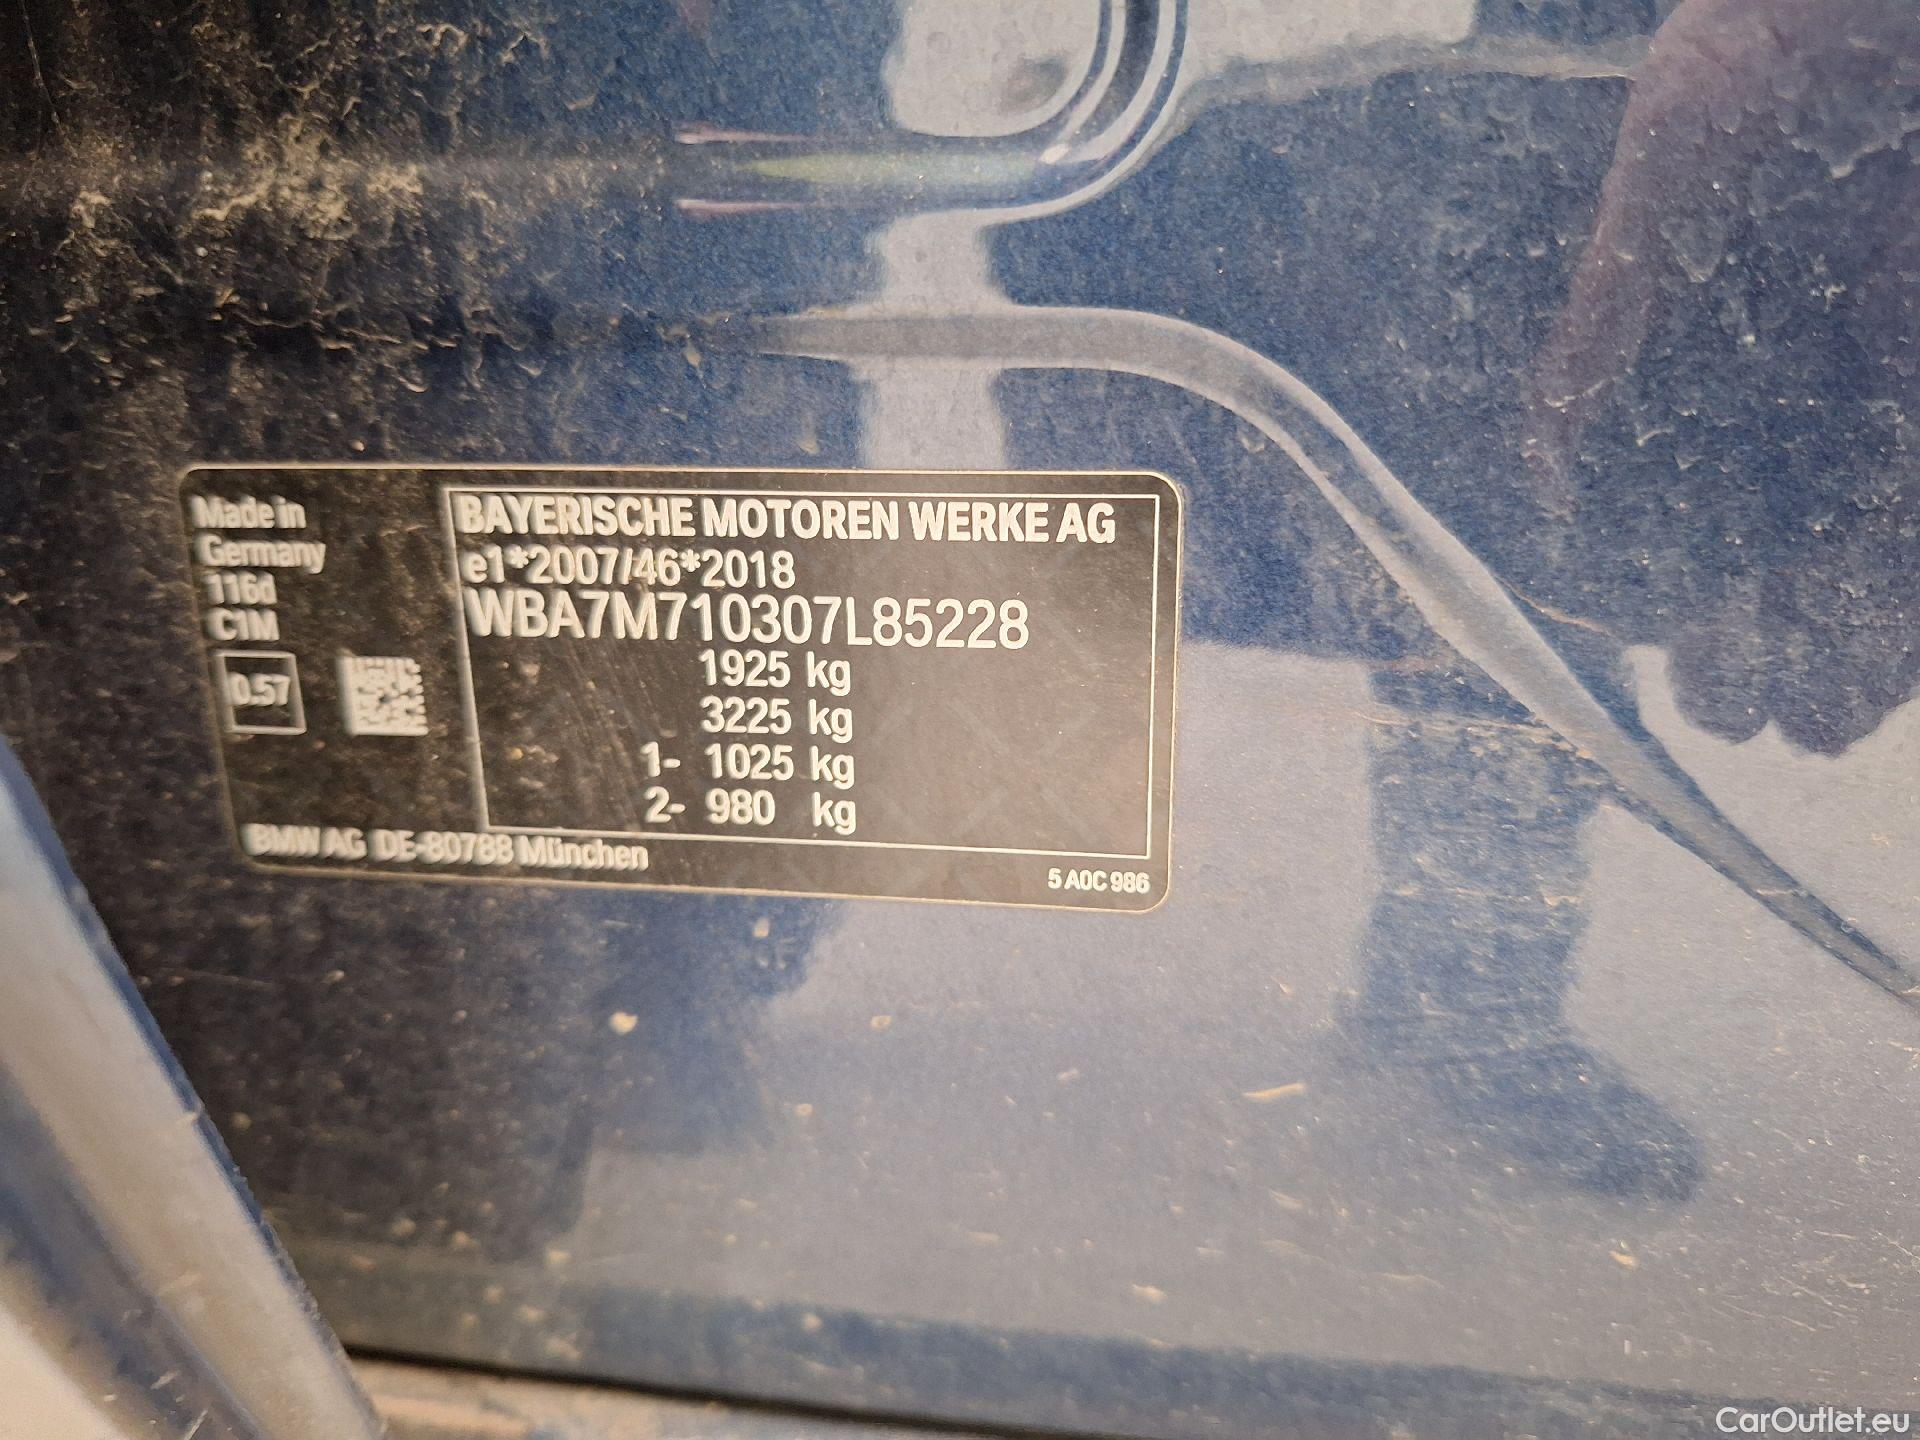 Made in
Germany
116d
C1M
0.57
BAYERISCHE MOTOREN WERKE AG
e1*2007/46*2018
WBA7M710307L85228
1925 kg
3225 kg
1- 1025 kg
2- 980 kg
BMW AG DE-80788 München
5 A0C 986
CarOutlet.eu